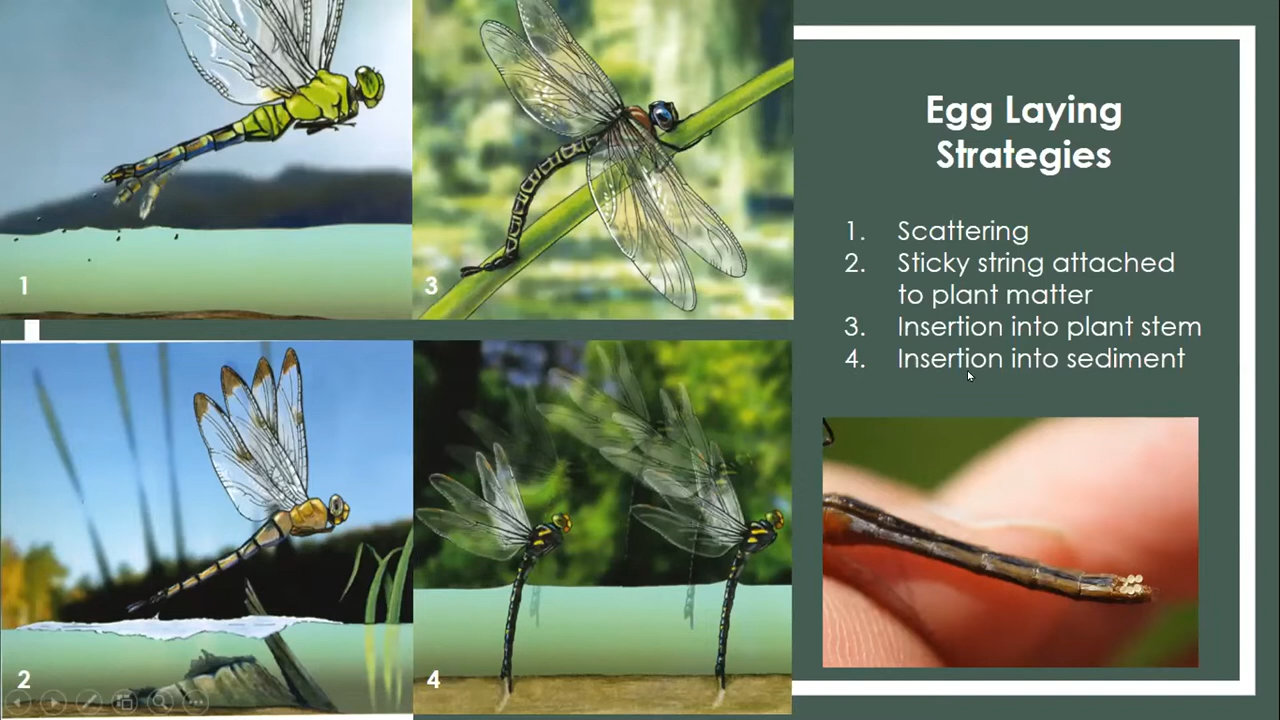 Egg Laying
Strategies
1. Scattering
2. Sticky string attached
to plant matter
3. Insertion into plant stem
4. Insertion into sediment
1
3
2
4